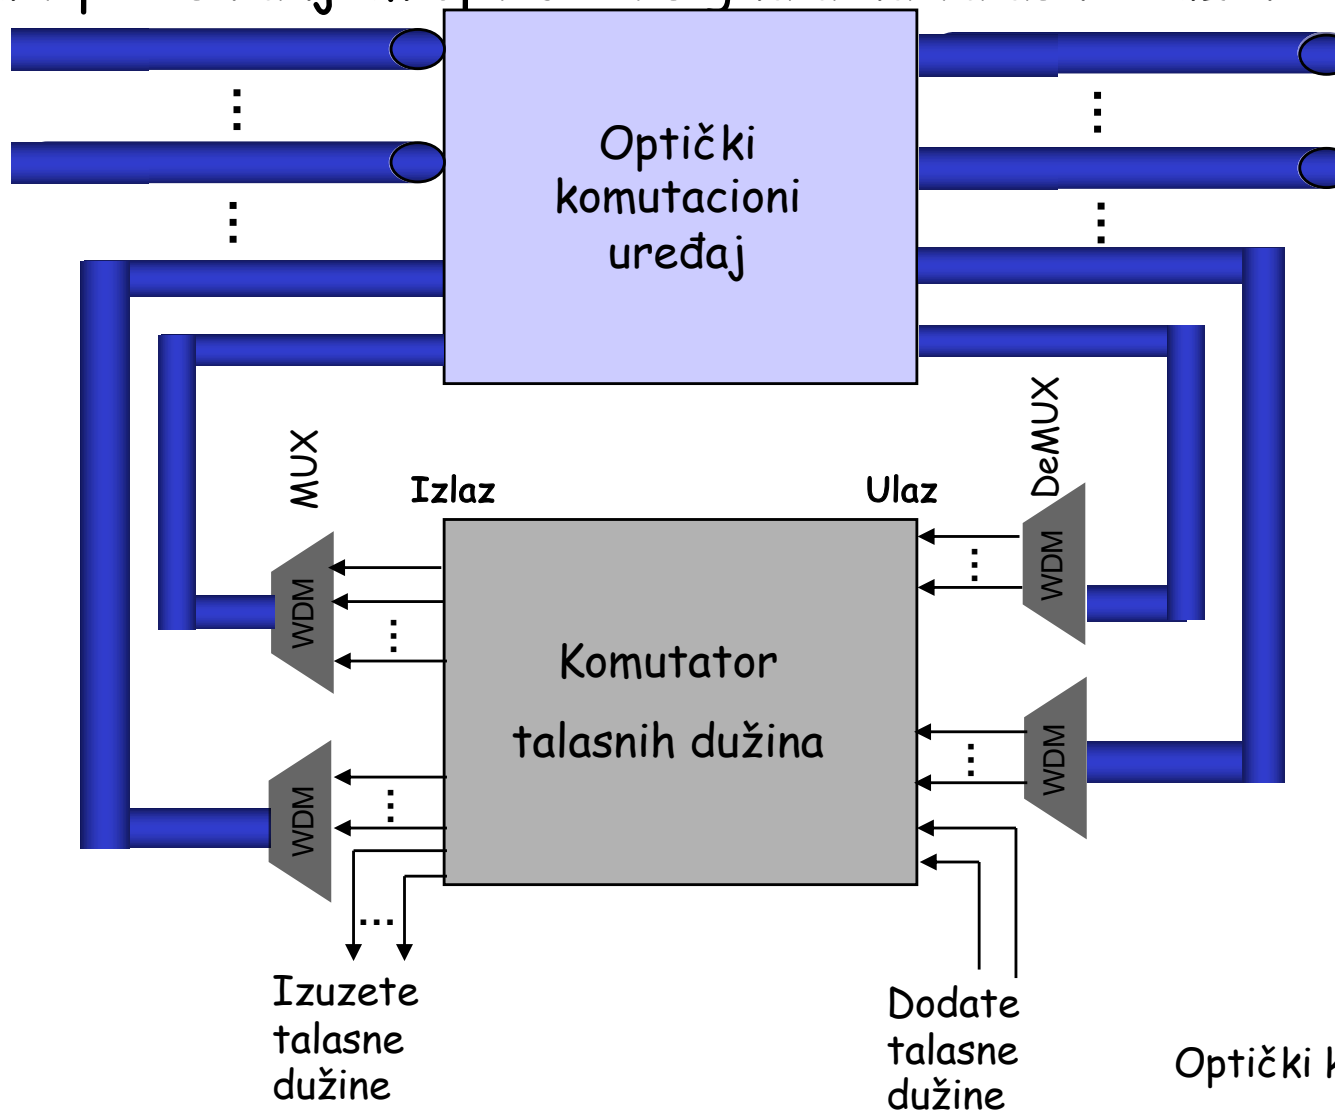 Optički
komutacioni
uređaj
MUX
DeMUX
Izlaz
Ulaz
WDM
WDM
Komutator
talasnih dužina
WDM
WDM
Izuzete
talasne
dužine
Dodate
talasne
dužine
Optički